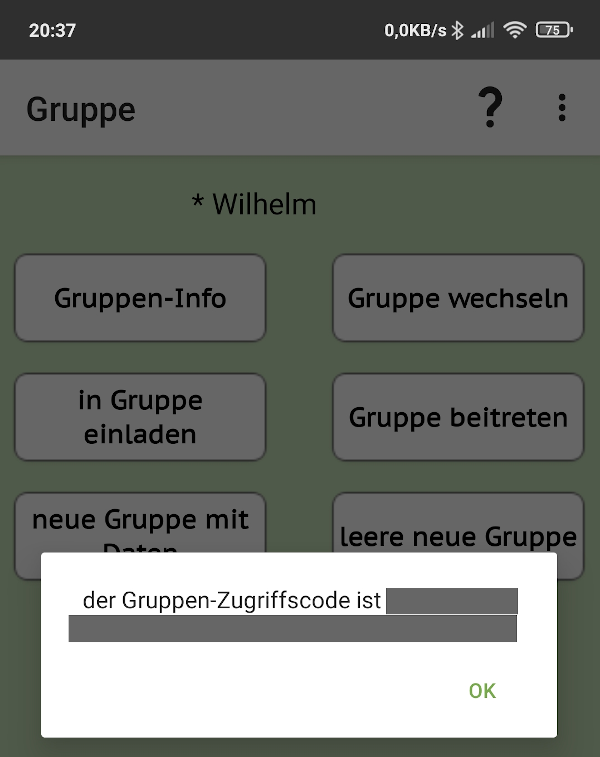 20:37 0,0KB/s 75
Gruppe ?
* Wilhelm
Gruppen-Info
Gruppe wechseln
in Gruppe
einladen
Gruppe beitreten
neue Gruppe mit
Daten
leere neue Gruppe
der Gruppen-Zugriffscode ist
OK